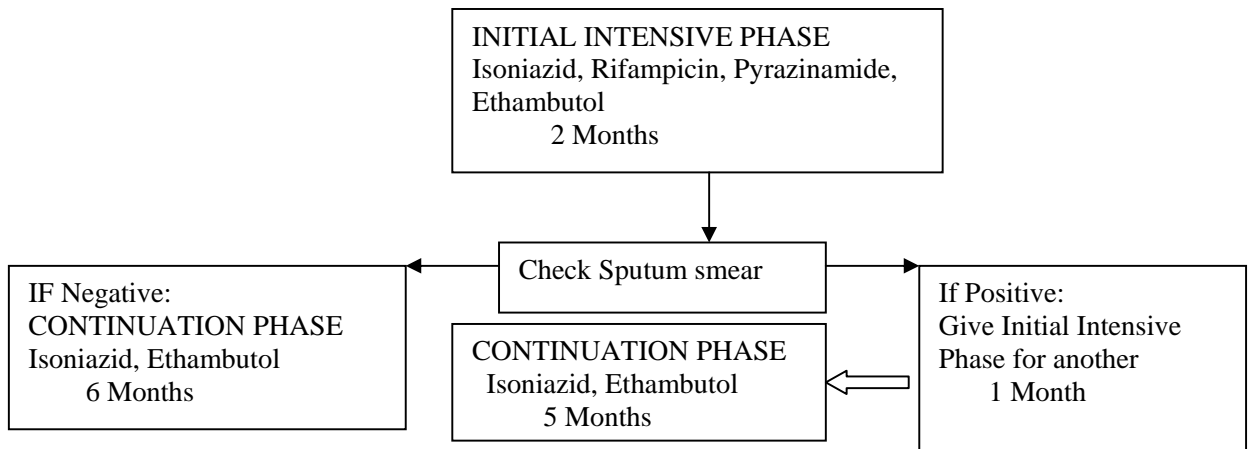 INITIAL INTENSIVE PHASE
Isoniazid, Rifampicin, Pyrazinamide,
Ethambutol
2 Months
Check Sputum smear
IF Negative:
CONTINUATION PHASE
Isoniazid, Ethambutol
6 Months
If Positive:
Give Initial Intensive
Phase for another
1 Month
CONTINUATION PHASE
Isoniazid, Ethambutol
5 Months